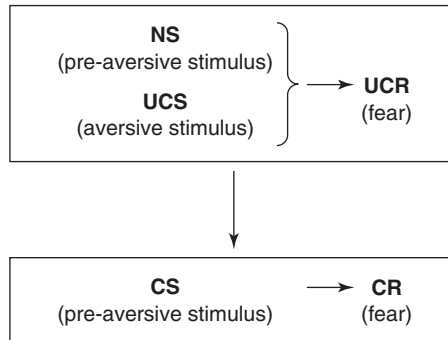 NS
(pre-aversive stimulus)
UCS
(aversive stimulus)
UCR
(fear)
CS
(pre-aversive stimulus)
CR
(fear)